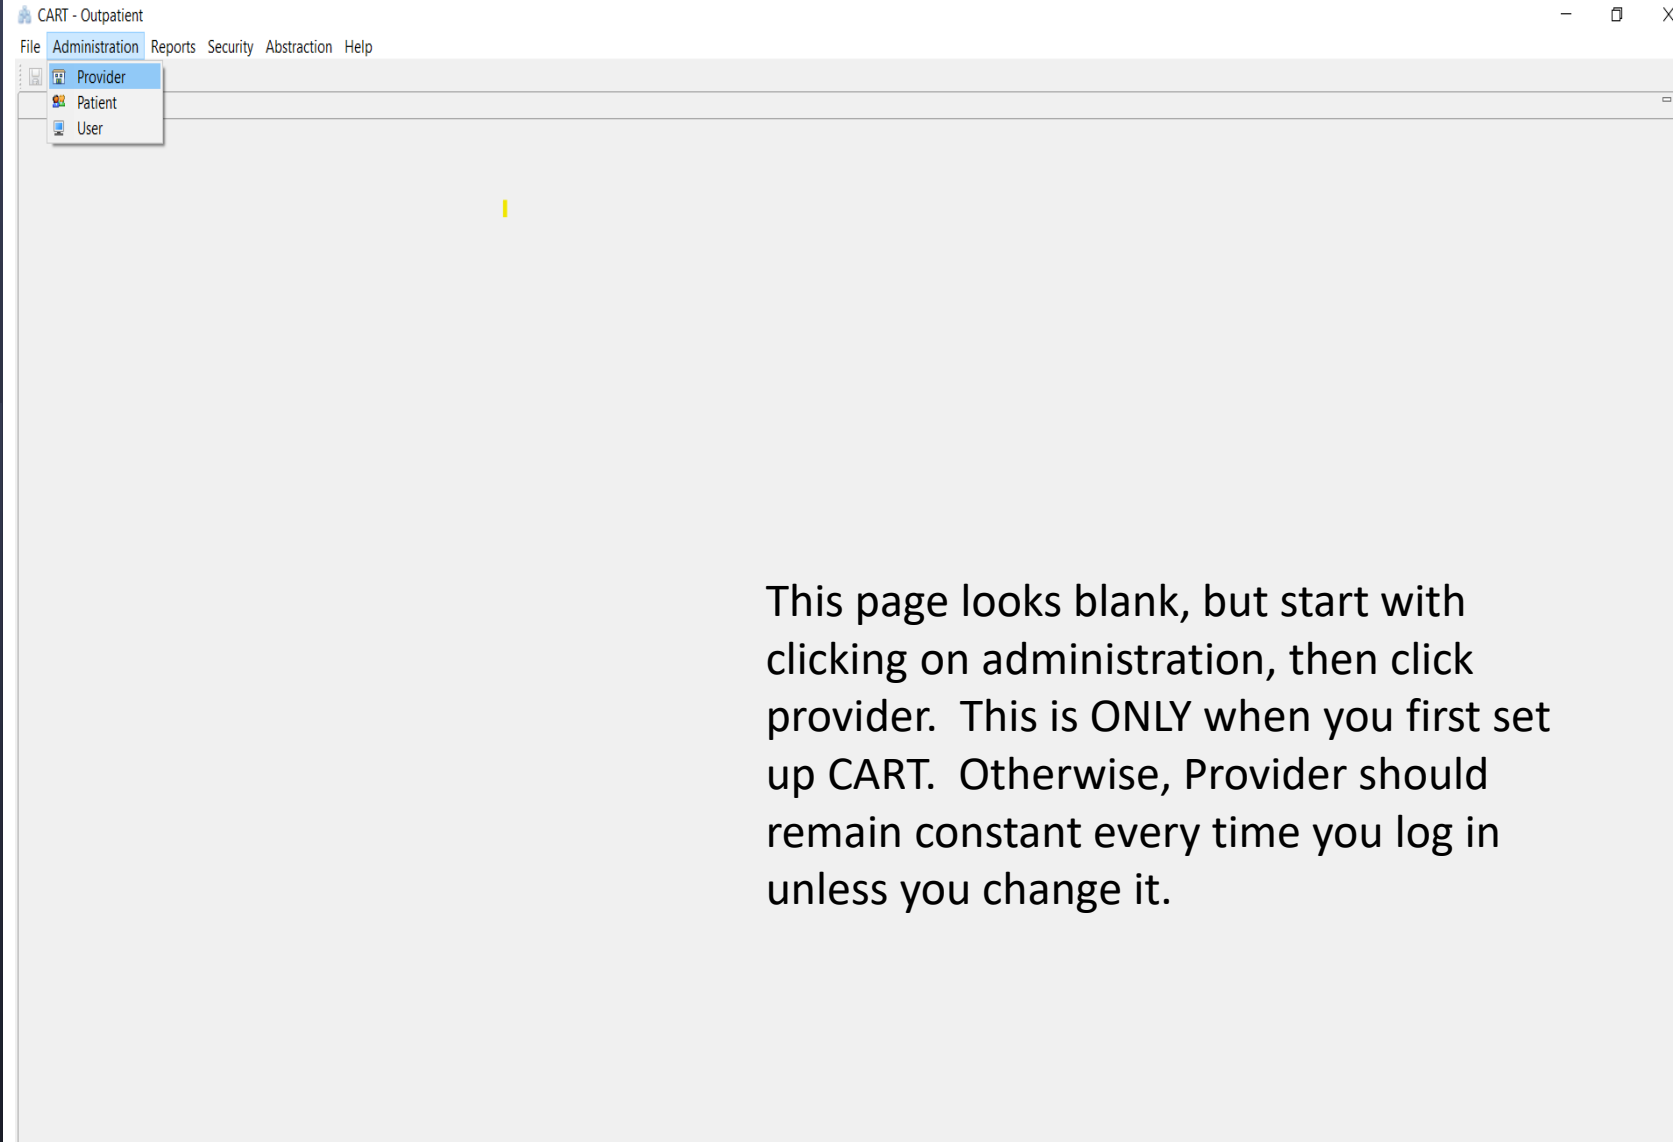 CART - Outpatient
File Administration Reports Security Abstraction Help
Provider
Patient
User
This page looks blank, but start with
clicking on administration, then click
provider.  This is ONLY when you first set
up CART.  Otherwise, Provider should
remain constant every time you log in
unless you change it.